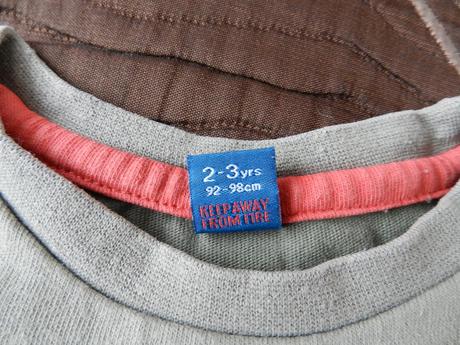 2-3yrs
92-98cm
KEEP AWAY
FROM FIRE